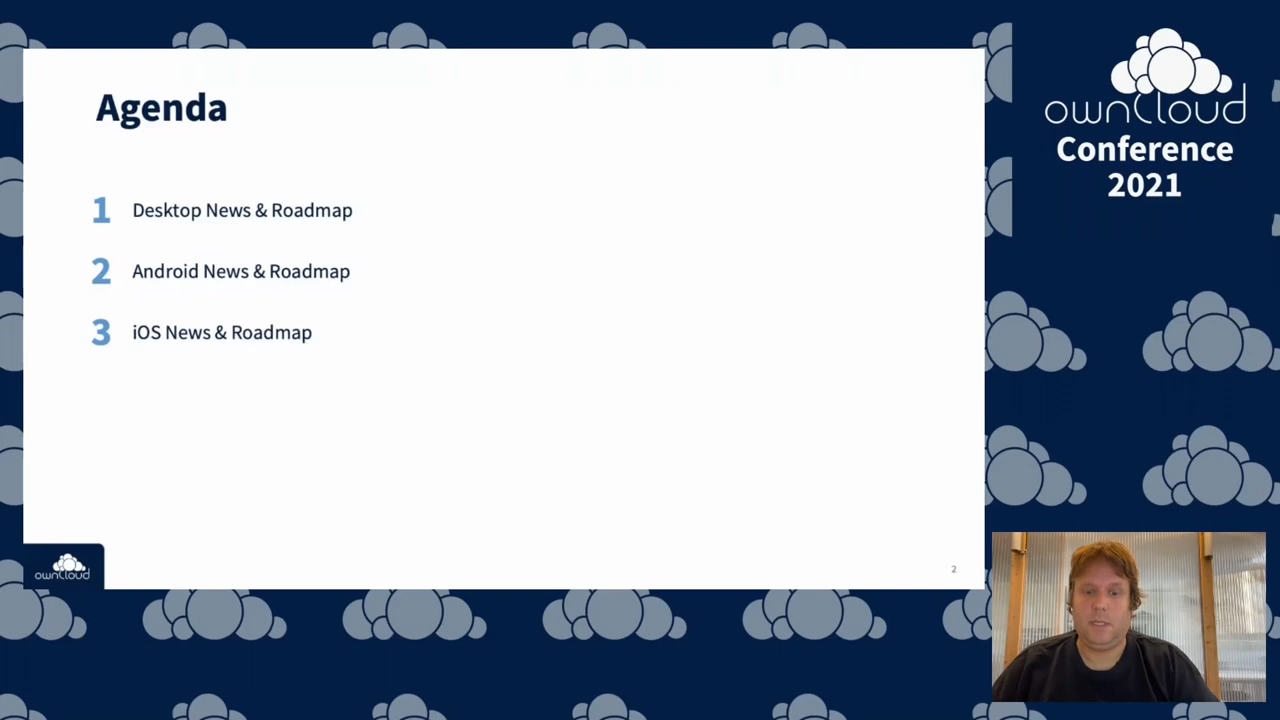 Agenda
1 Desktop News & Roadmap
2 Android News & Roadmap
3 iOS News & Roadmap
ownCloud
2
ownCloud
Conference
2021